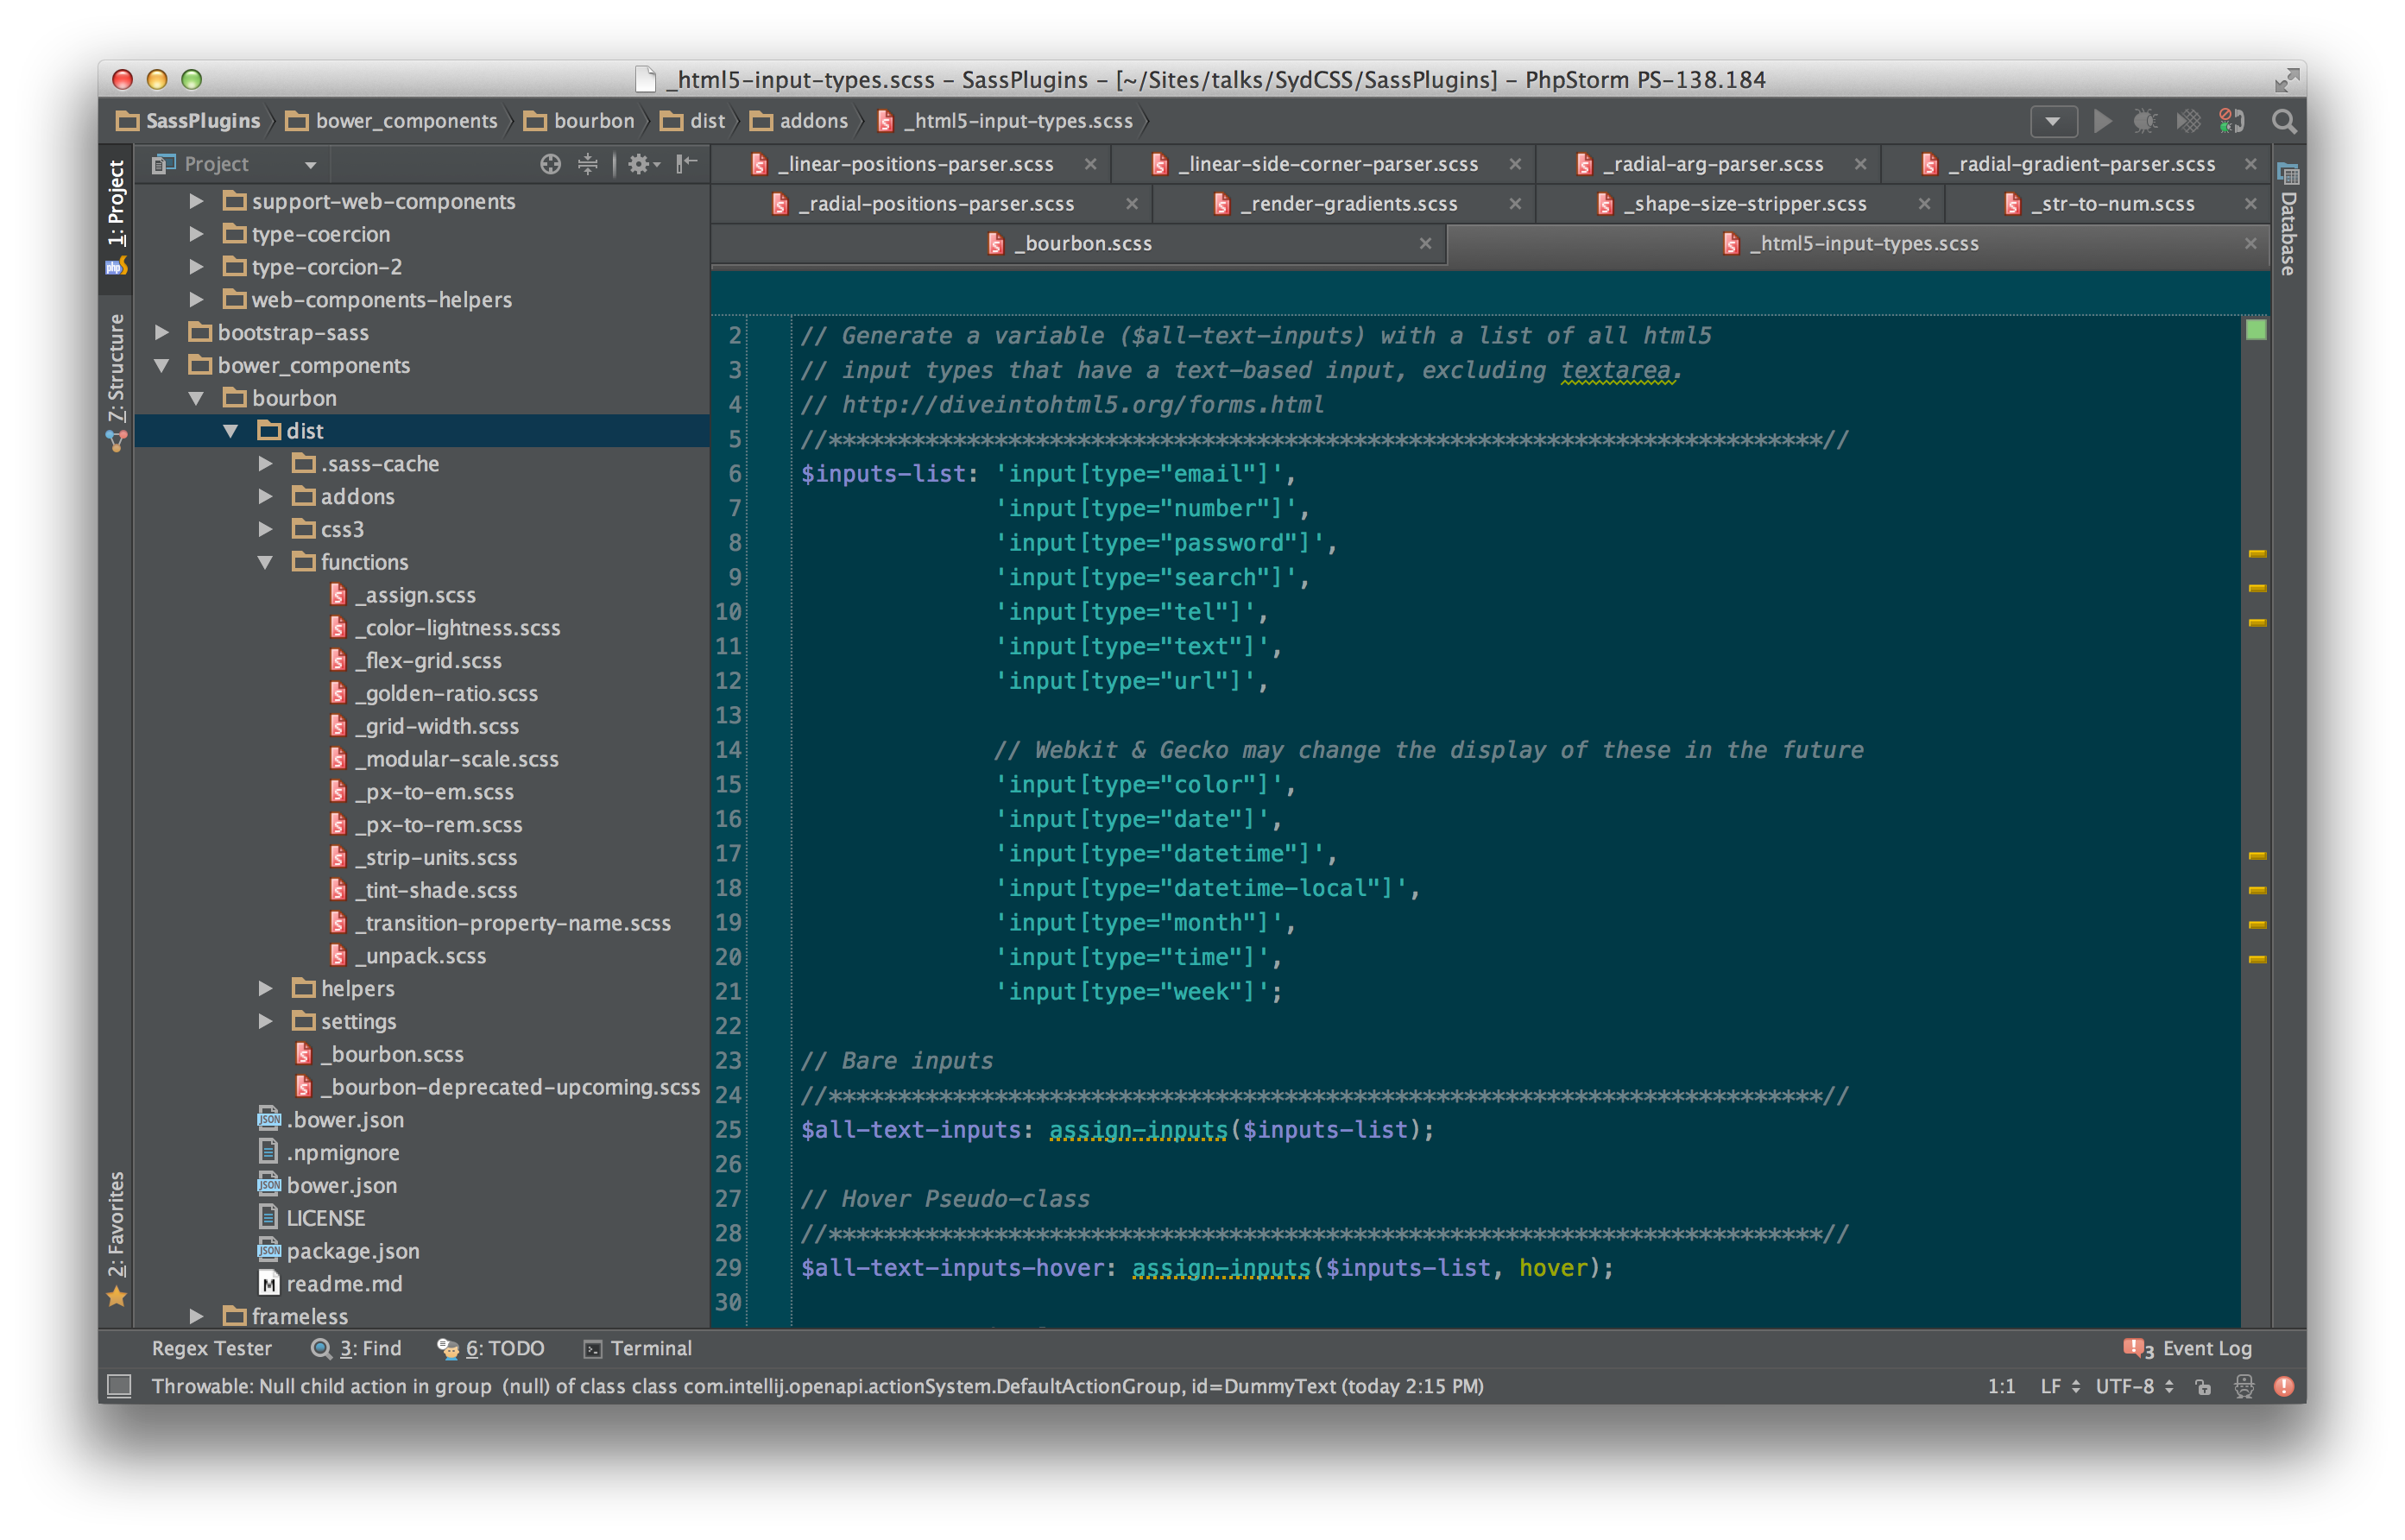 _html5-input-types.scss – SassPlugins – [~/Sites/talks/SydCSS/SassPlugins] – PhpStorm PS-138.184
SassPlugins bower_components bourbon dist addons _html5-input-types.scss
1: Project
Z: Structure
2: Favorites
Project
support-web-components
type-coercion
type-corcion-2
web-components-helpers
bootstrap-sass
bower_components
bourbon
dist
.sass-cache
addons
css3
functions
_assign.scss
_color-lightness.scss
_flex-grid.scss
_golden-ratio.scss
_grid-width.scss
_modular-scale.scss
_px-to-em.scss
_px-to-rem.scss
_strip-units.scss
_tint-shade.scss
_transition-property-name.scss
_unpack.scss
helpers
settings
_bourbon.scss
_bourbon-deprecated-upcoming.scss
.bower.json
.npmignore
bower.json
LICENSE
package.json
readme.md
frameless
_linear-positions-parser.scss _linear-side-corner-parser.scss _radial-arg-parser.scss _radial-gradient-parser.scss
_radial-positions-parser.scss _render-gradients.scss _shape-size-stripper.scss _str-to-num.scss
_bourbon.scss _html5-input-types.scss
2 // Generate a variable ($all-text-inputs) with a list of all html5
3 // input types that have a text-based input, excluding textarea.
4 // http://diveintohtml5.org/forms.html
5 //************************************************************************//
6 $inputs-list: 'input[type="email"]',
7 'input[type="number"]',
8 'input[type="password"]',
9 'input[type="search"]',
10 'input[type="tel"]',
11 'input[type="text"]',
12 'input[type="url"]',
13
14 // Webkit & Gecko may change the display of these in the future
15 'input[type="color"]',
16 'input[type="date"]',
17 'input[type="datetime"]',
18 'input[type="datetime-local"]',
19 'input[type="month"]',
20 'input[type="time"]',
21 'input[type="week"]';
22
23 // Bare inputs
24 //************************************************************************//
25 $all-text-inputs: assign-inputs($inputs-list);
26
27 // Hover Pseudo-class
28 //************************************************************************//
29 $all-text-inputs-hover: assign-inputs($inputs-list, hover);
30
Database
Regex Tester 3: Find 6: TODO Terminal 3 Event Log
Throwable: Null child action in group (null) of class class com.intellij.openapi.actionSystem.DefaultActionGroup, id=DummyText (today 2:15 PM) 1:1 LF UTF-8